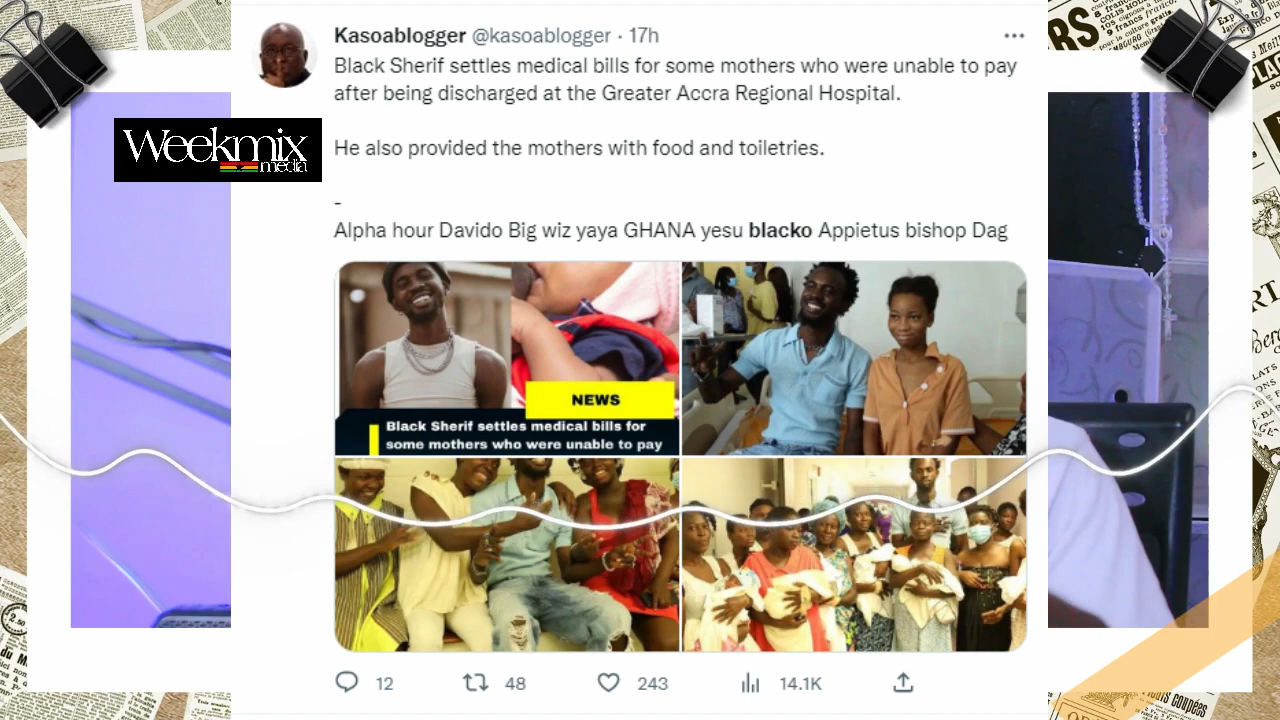 Kasoablogger @kasoablogger · 17h
Black Sherif settles medical bills for some mothers who were unable to pay
after being discharged at the Greater Accra Regional Hospital.
He also provided the mothers with food and toiletries.
-
Alpha hour Davido Big wiz yaya GHANA yesu blacko Appietus bishop Dag
Weekmix
media
NEWS
Black Sherif settles medical bills for
some mothers who were unable to pay
12
48
243
14.1K